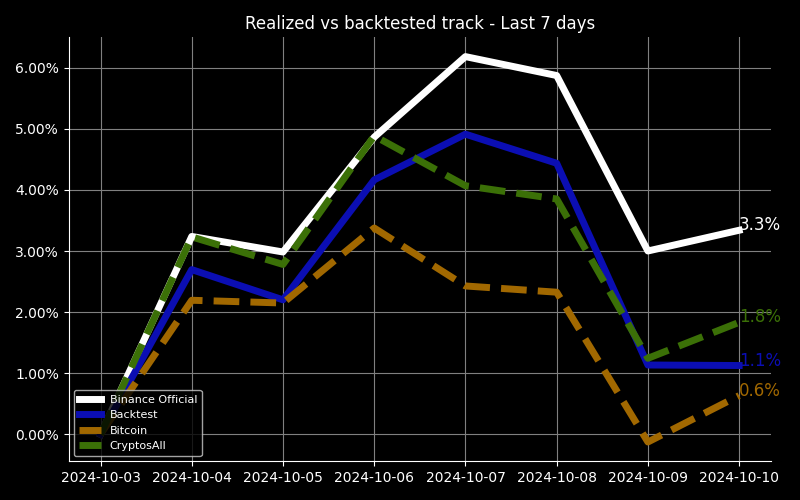 Realized vs backtested track - Last 7 days
6.00%
5.00%
4.00%
3.00%
2.00%
1.00%
0.00%
3.3%
1.8%
1.1%
0.6%
Binance Official
Backtest
Bitcoin
CryptosAll
2024-10-03 2024-10-04 2024-10-05 2024-10-06 2024-10-07 2024-10-08 2024-10-09 2024-10-10